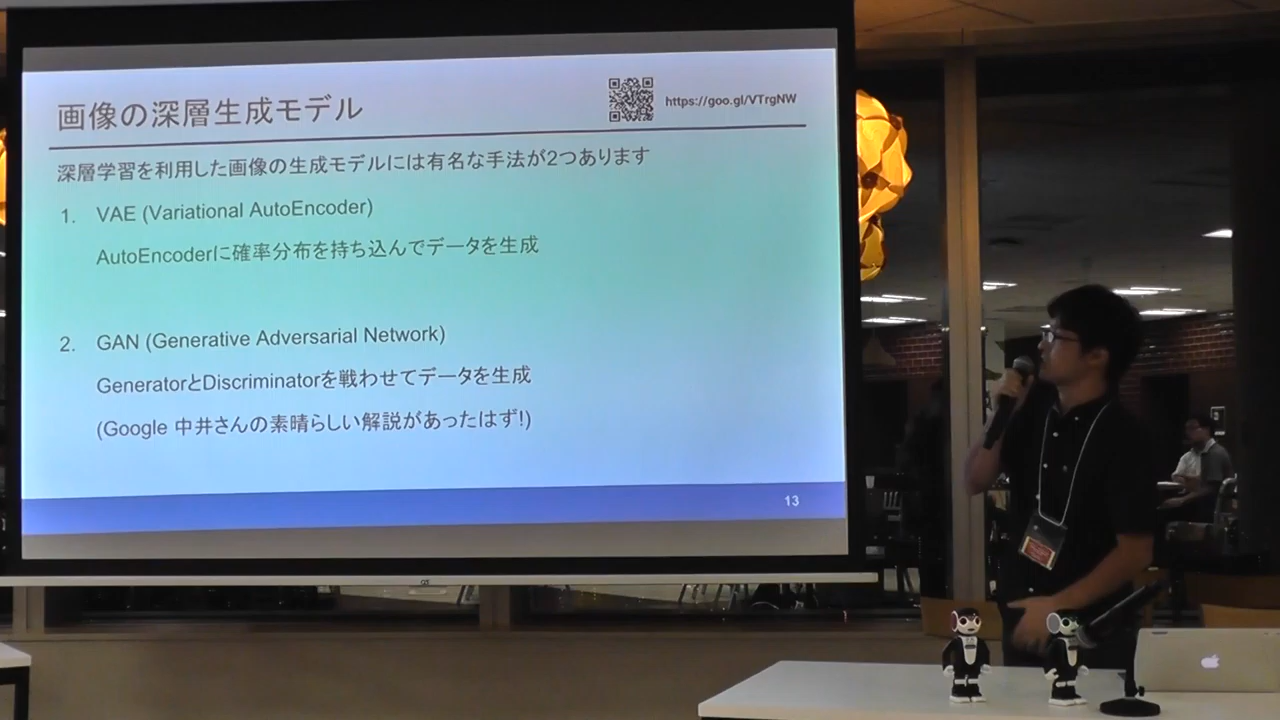 画像の深層生成モデル
https://goo.gl/VTrgNW
深層学習を利用した画像の生成モデルには有名な手法が2つあります
1. VAE (Variational AutoEncoder)
AutoEncoderに確率分布を持ち込んでデータを生成
2. GAN (Generative Adversarial Network)
GeneratorとDiscriminatorを戦わせてデータを生成
(Google 中井さんの素晴らしい解説があったはず!)
13